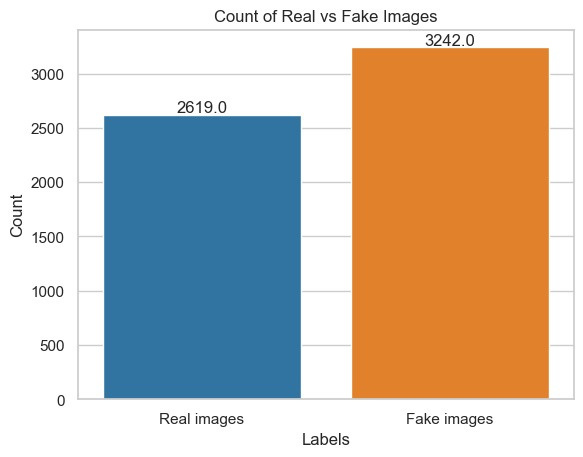 Count of Real vs Fake Images
3242.0
2619.0
3000
2500
2000
1500
1000
500
0
Count
Real images
Fake images
Labels